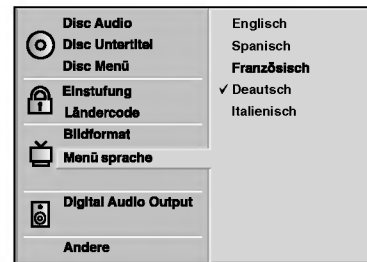 Disc Audio
Disc Untertitel
Disc Menü
Einstufung
Ländercode
Bildformat
Menü sprache
Digital Audio Output
Andere
Englisch
Spanisch
Französisch
✓ Deautsch
Italienisch